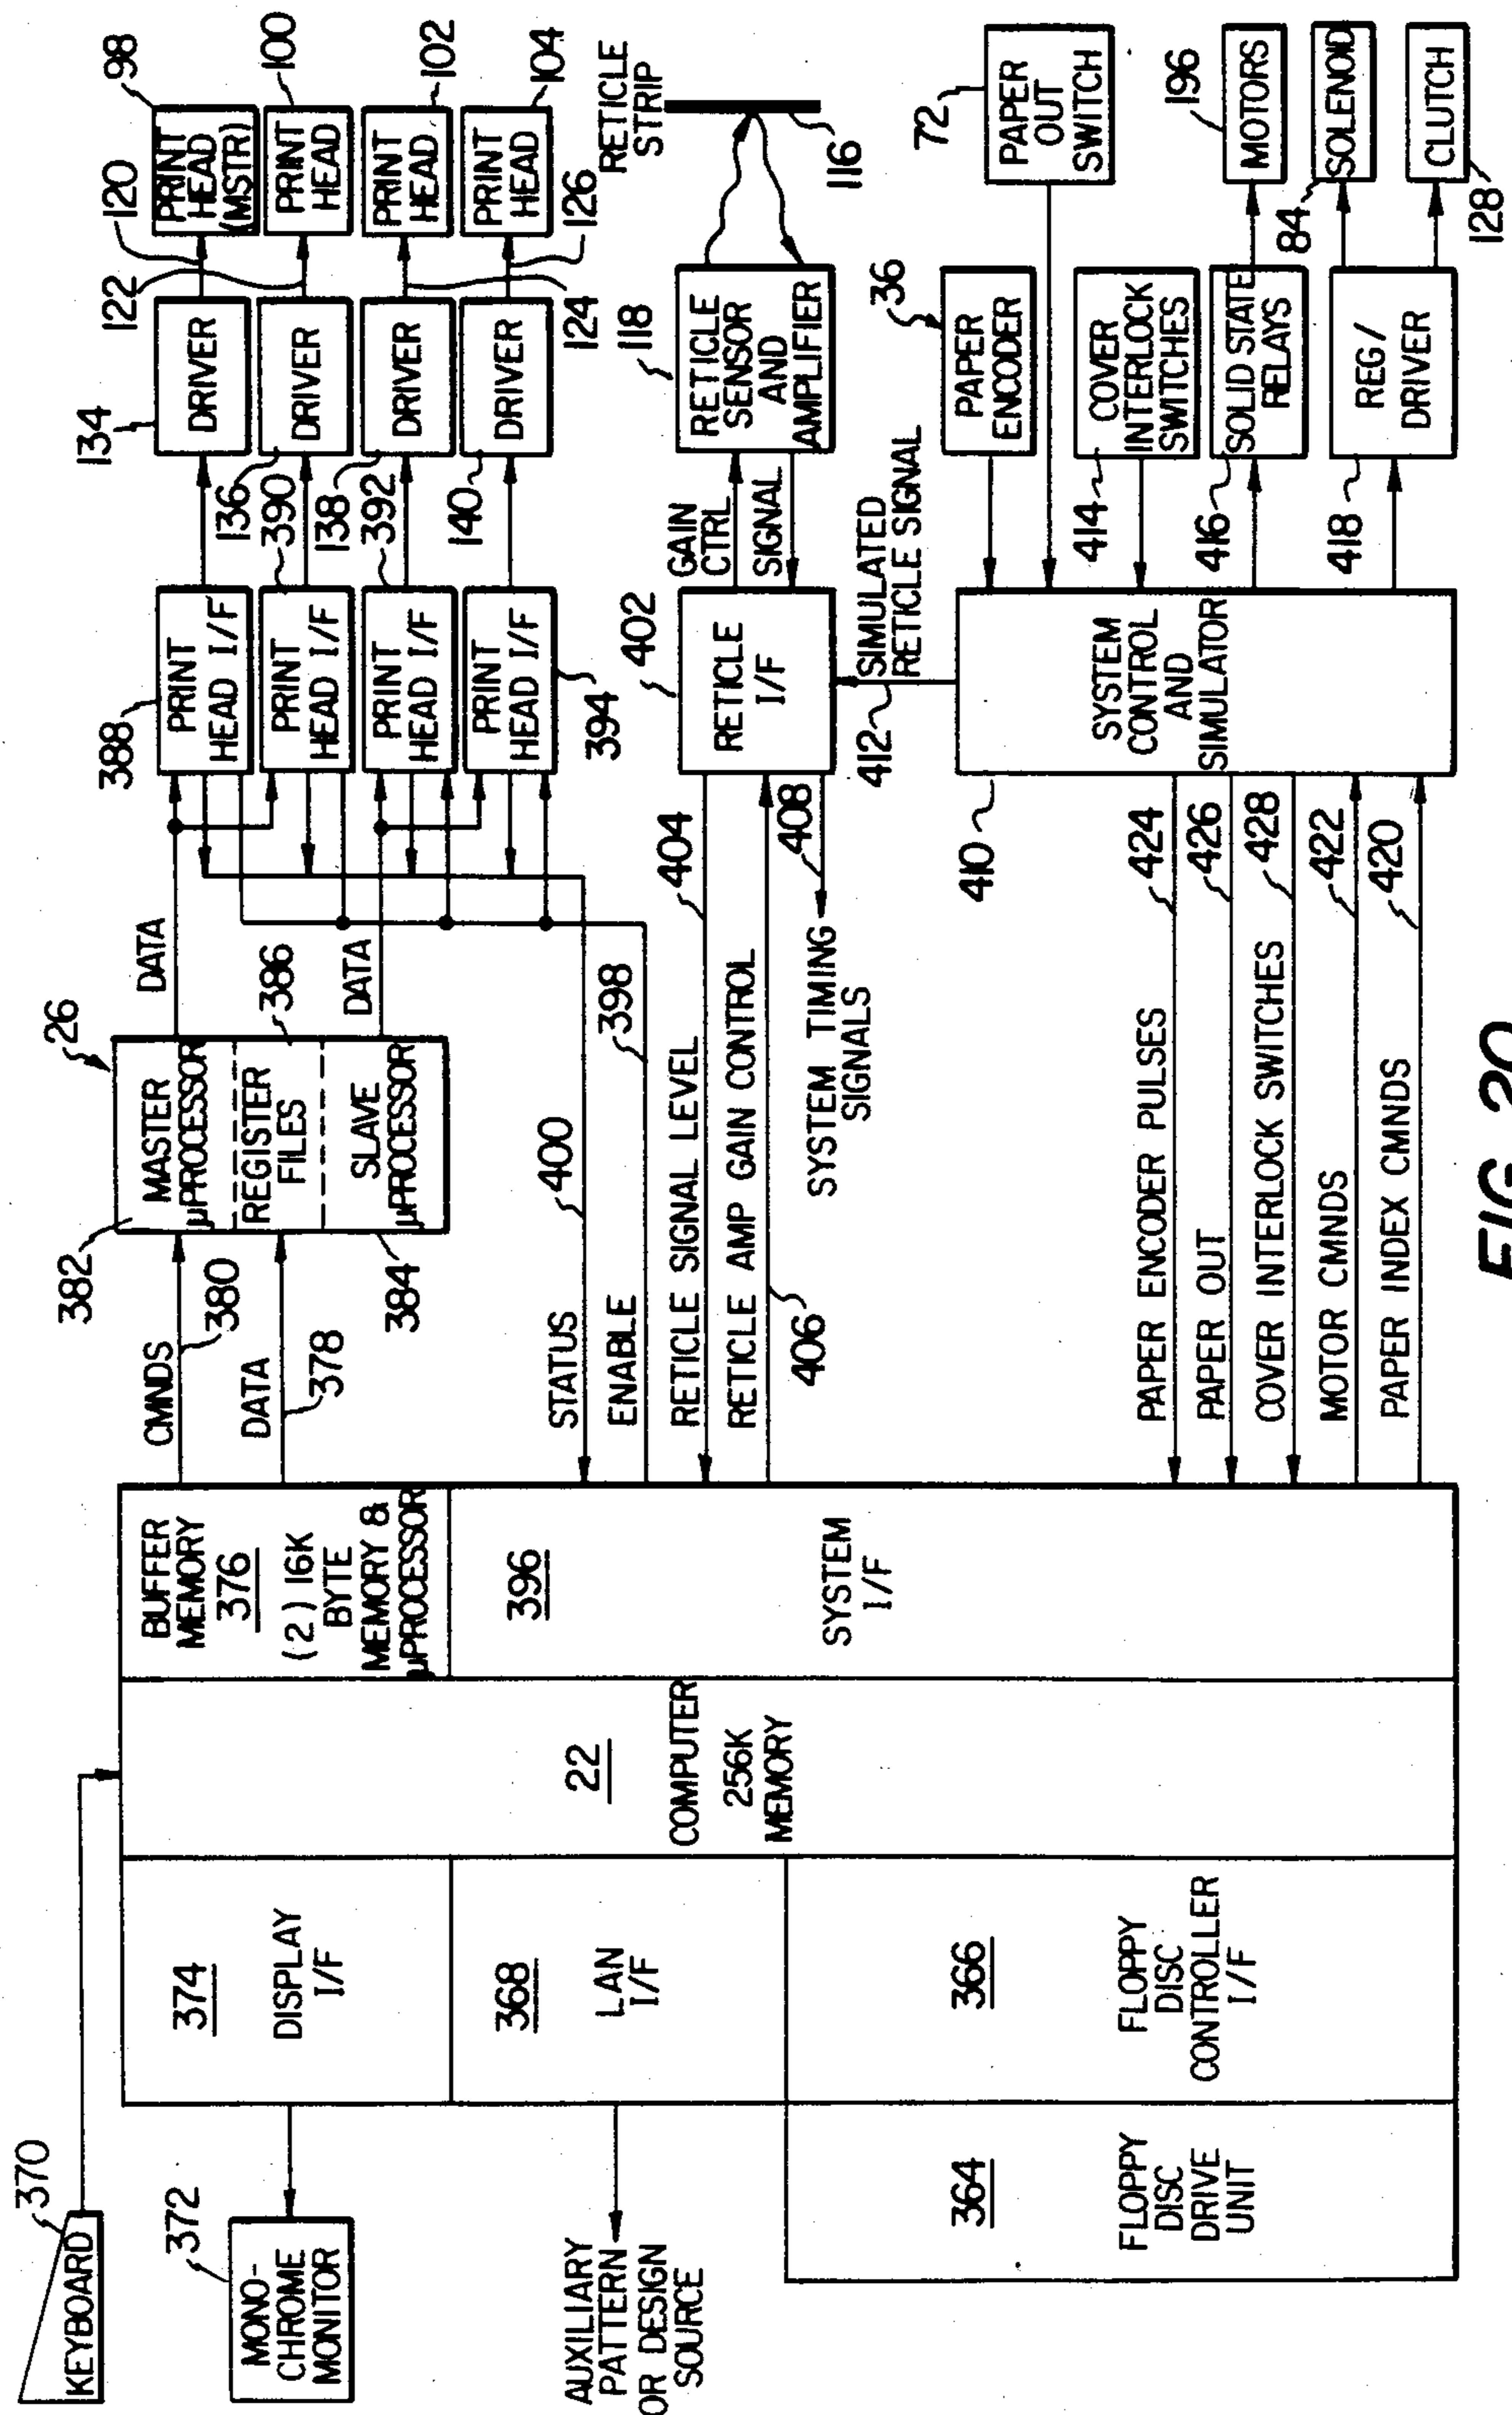 370
KEYBOARD
372
MONO-
CHROME
MONITOR
AUXILIARY
PATTERN
OR DESIGN
SOURCE
374
DISPLAY
I/F
368
LAN
I/F
366
FLOPPY
DISC
CONTROLLER
I/F
364
FLOPPY
DISC
DRIVE
UNIT
22
COMPUTER
256K
MEMORY
BUFFER
MEMORY
376
(2) 16K
BYTE
MEMORY &
µPROCESSOR
396
SYSTEM
I/F
CMNDS
380
DATA
378
382
26
MASTER
µPROCESSOR
REGISTER
FILES
386
SLAVE
µPROCESSOR
384
DATA
DATA
STATUS
400
ENABLE
398
RETICLE SIGNAL LEVEL
404
RETICLE AMP GAIN CONTROL
406
408
SYSTEM TIMING
SIGNALS
388
PRINT
HEAD I/F
390
PRINT
HEAD I/F
392
PRINT
HEAD I/F
394
PRINT
HEAD I/F
134
DRIVER
136
DRIVER
138
DRIVER
140
DRIVER
120
122
124
126
98
PRINT
HEAD
(MSTR)
100
PRINT
HEAD
102
PRINT
HEAD
104
PRINT
HEAD
402
RETICLE
I/F
GAIN
CTRL
SIGNAL
118
RETICLE
SENSOR
AND
AMPLIFIER
RETICLE
STRIP
116
412
SIMULATED
RETICLE SIGNAL
410
SYSTEM
CONTROL
AND
SIMULATOR
PAPER ENCODER PULSES
424
PAPER OUT
426
COVER INTERLOCK SWITCHES
428
MOTOR CMNDS
422
PAPER INDEX CMNDS
420
36
PAPER
ENCODER
72
PAPER
OUT
SWITCH
414
COVER
INTERLOCK
SWITCHES
416
SOLID STATE
RELAYS
418
REG/
DRIVER
196
MOTORS
84
SOLENOID
CLUTCH
128
FIG. 20